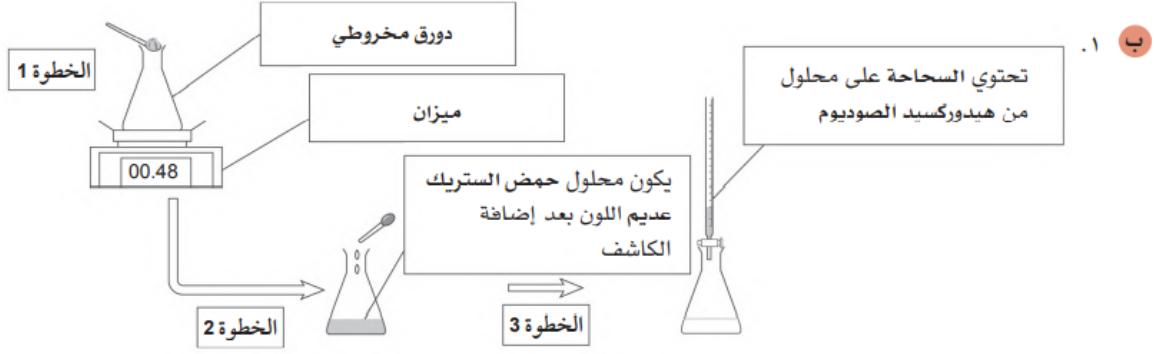 ب ١.
دورق مخروطي
الخطوة 1
ميزان
00.48
يكون محلول حمض الستريك
عديم اللون بعد إضافة
الكاشف
الخطوة 2
الخطوة 3
تحتوي السحاحة على محلول
من هيدوركسيد الصوديوم